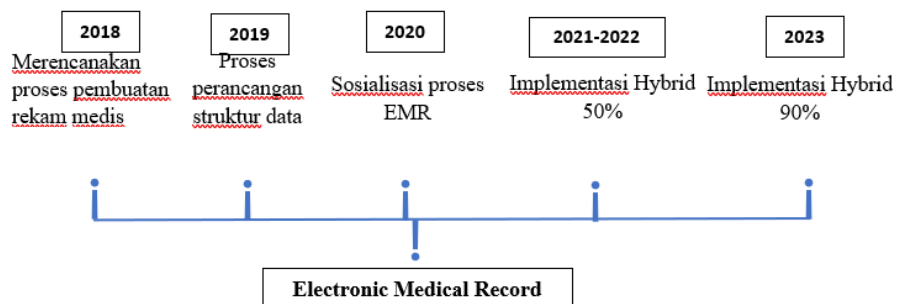 2018
Merencanakan
proses pembuatan
rekam medis
2019
Proses
perancangan
struktur data
2020
Sosialisasi proses
EMR
2021-2022
Implementasi Hybrid
50%
2023
Implementasi Hybrid
90%
Electronic Medical Record